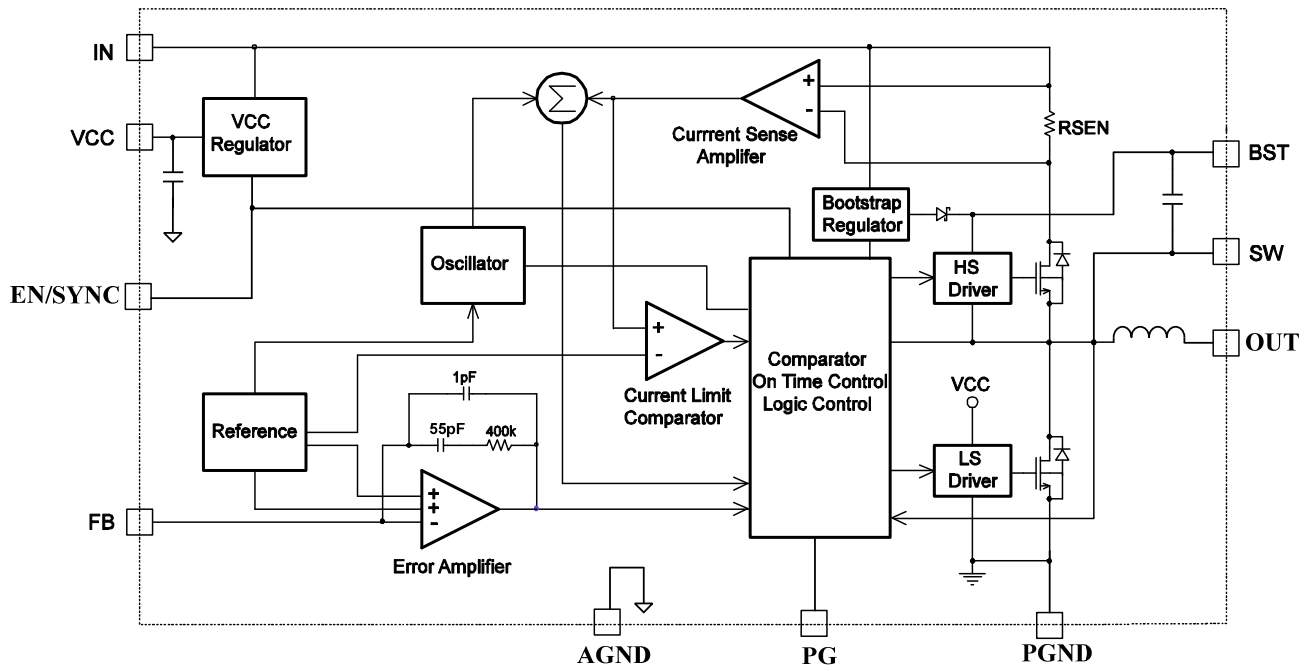 IN
VCC
Regulator
VCC
Σ
+
-
Currrent Sense
Amplifer
RSEN
BST
Bootstrap
Regulator
Oscillator
HS
Driver
SW
EN/SYNC
+
-
Current Limit
Comparator
Comparator
On Time Control
Logic Control
OUT
VCC
1pF
55pF
400k
Reference
LS
Driver
+
+
-
FB
Error Amplifier
AGND
PG
PGND